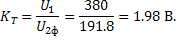 K_T = U_1 / U_2ф = 380 / 191.8 = 1.98 В.